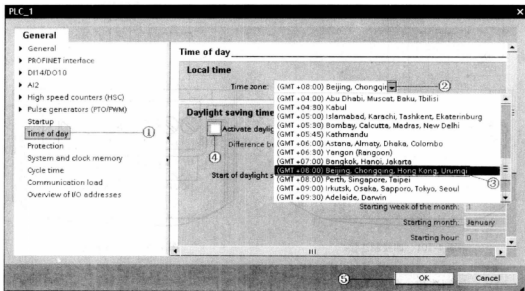 PLC_1
General
General
PROFINET interface
DI14/DO10
AI2
High speed counters (HSC)
Pulse generators (PTO/PWM)
Startup
Time of day
①
Protection
System and clock memory
Cycle time
Communication load
Overview of I/O addresses
Time of day
Local time
Time zone:
(GMT +08:00) Beijing, Chongqin
②
(GMT +04:00) Abu Dhabi, Muscat, Baku, Tbilisi
(GMT +04:30) Kabul
(GMT +05:00) Islamabad, Karachi, Tashkent, Ekaterinburg
(GMT +05:30) Bombay, Calcutta, Madras, New Delhi
(GMT +05:45) Kathmandu
(GMT +06:00) Astana, Almaty, Dhaka, Colombo
(GMT +06:30) Yangon (Rangoon)
(GMT +07:00) Bangkok, Hanoi, Jakarta
(GMT +08:00) Beijing, Chongqing, Hong Kong, Urumqi
③
(GMT +08:00) Perth, Singapore, Taipei
(GMT +09:00) Irkutsk, Osaka, Sapporo, Tokyo, Seoul
(GMT +09:30) Adelaide, Darwin
Daylight saving time
Activate daylig
④
Difference be
Start of daylight s
Starting week of the month: 1
Starting month: January
Starting hour: 0
⑤
OK
Cancel